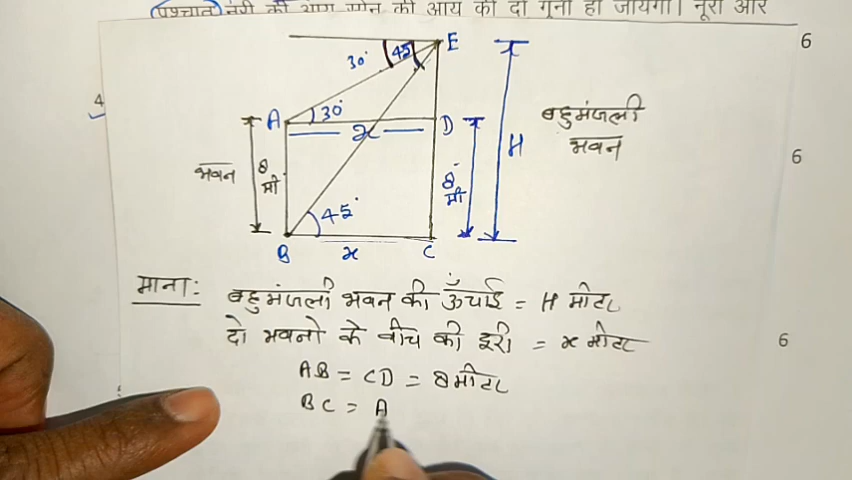 (पश्चात् नूरी की आयु सोनू की आयु की दो गुनी हो जायेगी। नूरी और
6
4
E
30°
45
A
30°
D
x
बहुमंजली
भवन
H
भवन
8
मी
8
मी
6
45°
B
x
C
माना:
बहुमंजली भवन की ऊँचाई = H मीटर
दो भवनो के बीच की दूरी = x मीटर
6
AB = CD = 8 मीटर
BC = A